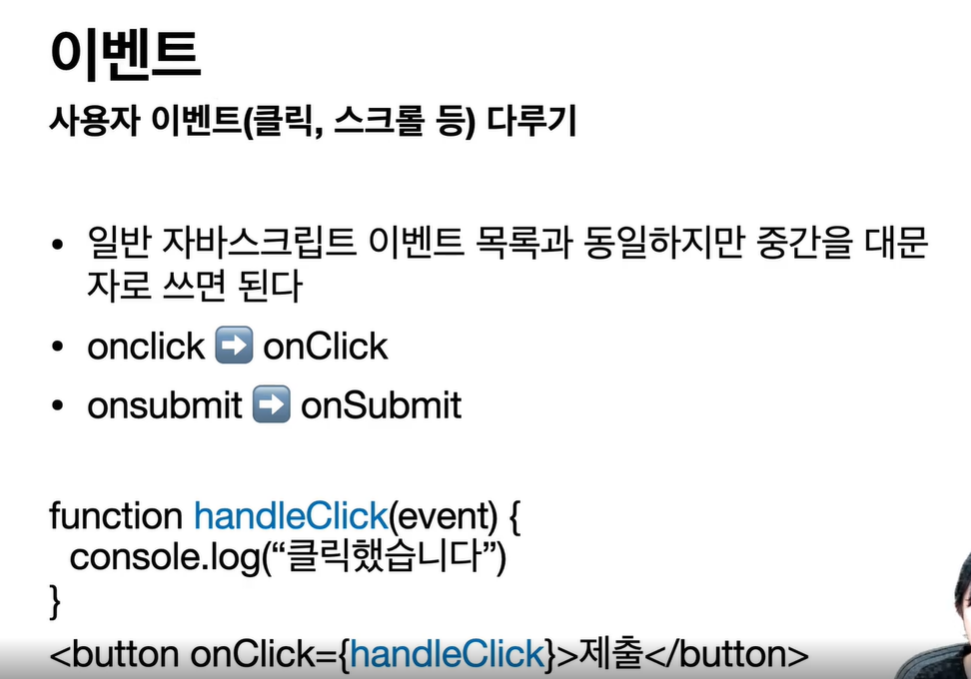 이벤트
사용자 이벤트(클릭, 스크롤 등) 다루기
• 일반 자바스크립트 이벤트 목록과 동일하지만 중간을 대문
자로 쓰면 된다
• onclick ➡️ onClick
• onsubmit ➡️ onSubmit
function handleClick(event) {
console.log(“클릭했습니다”)
}
<button onClick={handleClick}>제출</button>